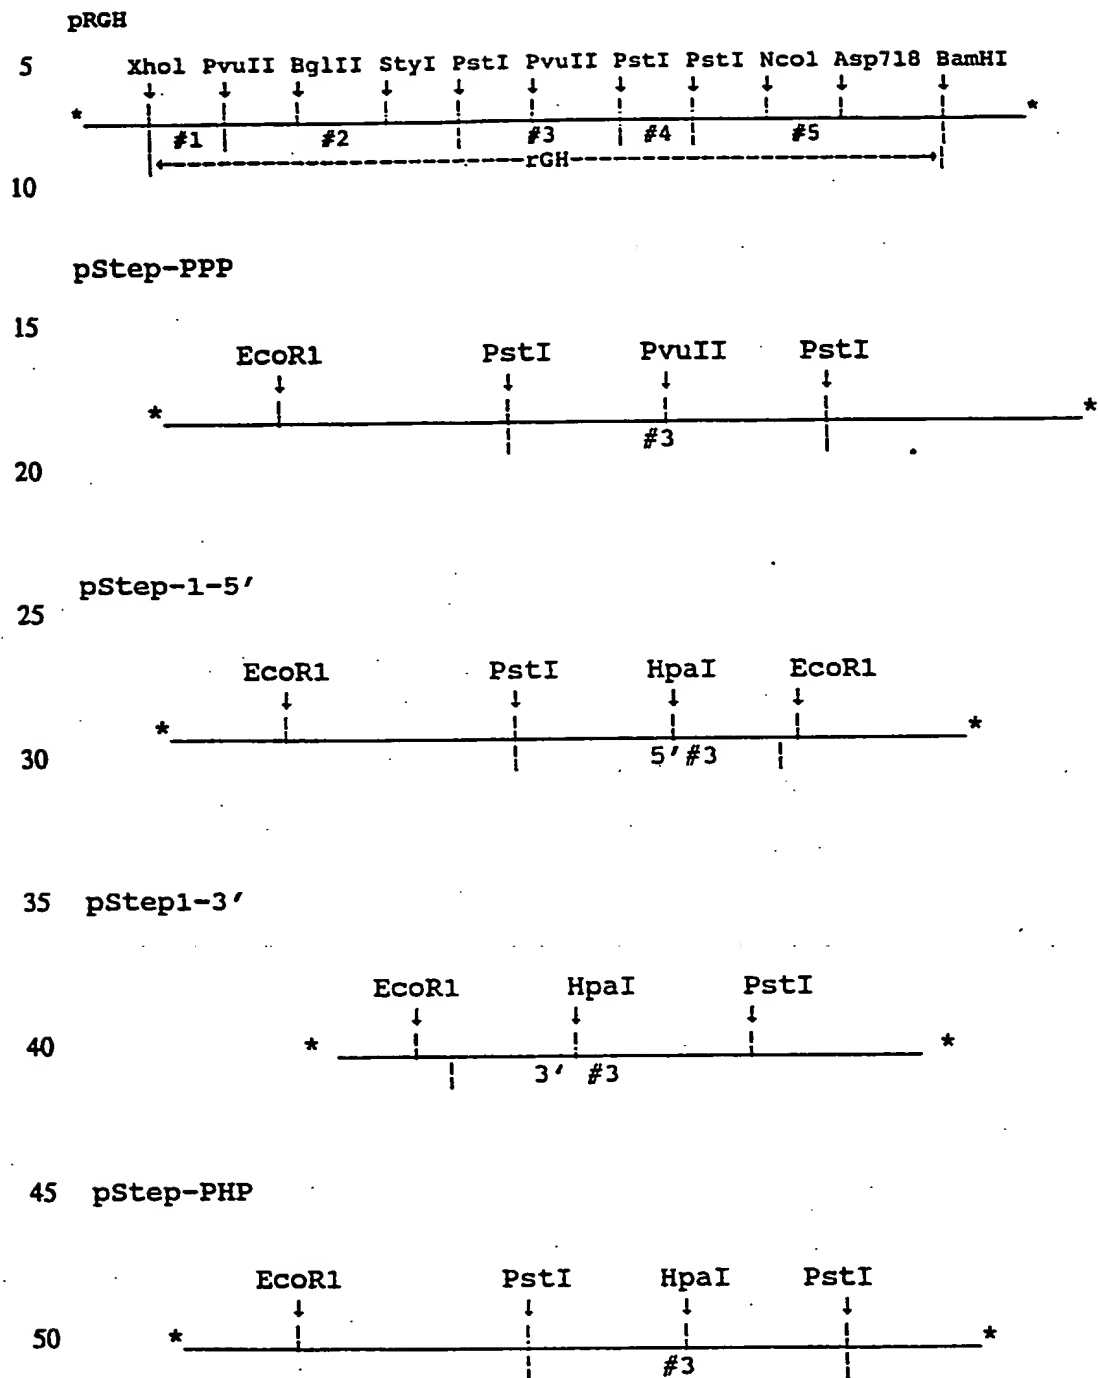 pRGH
5 Xhol PvuII BglII StyI PstI PvuII PstI PstI Ncol Asp718 BamHI
* *
#1 #2 #3 #4 #5
rGH
10
pStep-PPP
15
EcoR1 PstI PvuII PstI
* *
#3
20
pStep-1-5′
25
EcoR1 PstI HpaI EcoR1
* *
30 5′#3
35 pStep1-3′
EcoR1 HpaI PstI
40 * *
3′ #3
45 pStep-PHP
EcoR1 PstI HpaI PstI
50 * *
#3